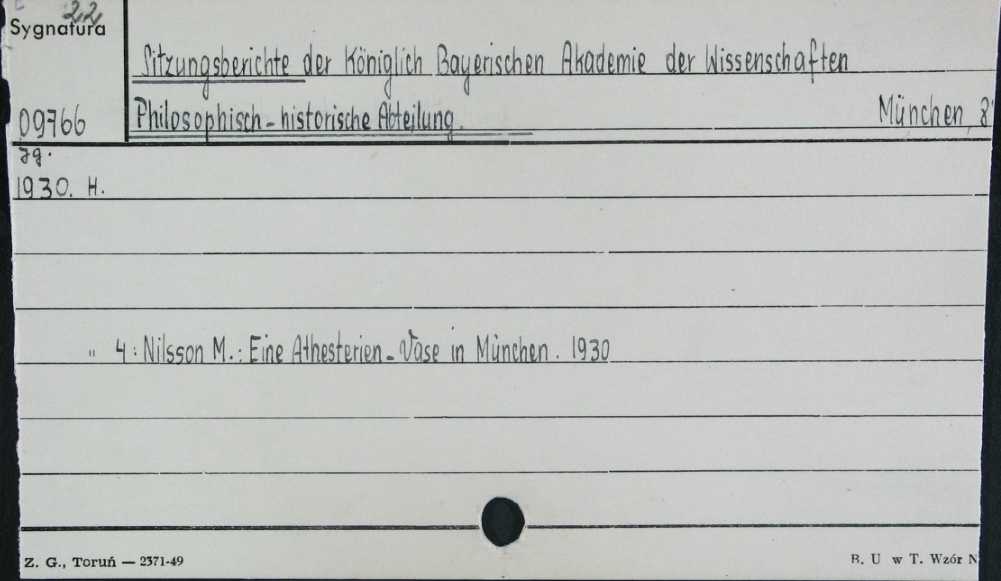 22
Sygnatura
Sitzungsberichte der Königlich Bayerischen Akademie der Wissenschaften
09766 Philosophisch-historische Abteilung. München 8°
Jg.
1930. H.
" 4: Nilsson M.: Eine Athesterien-Vase in München. 1930
Z. G., Toruń — 2371-49 B. U w T. Wzór N